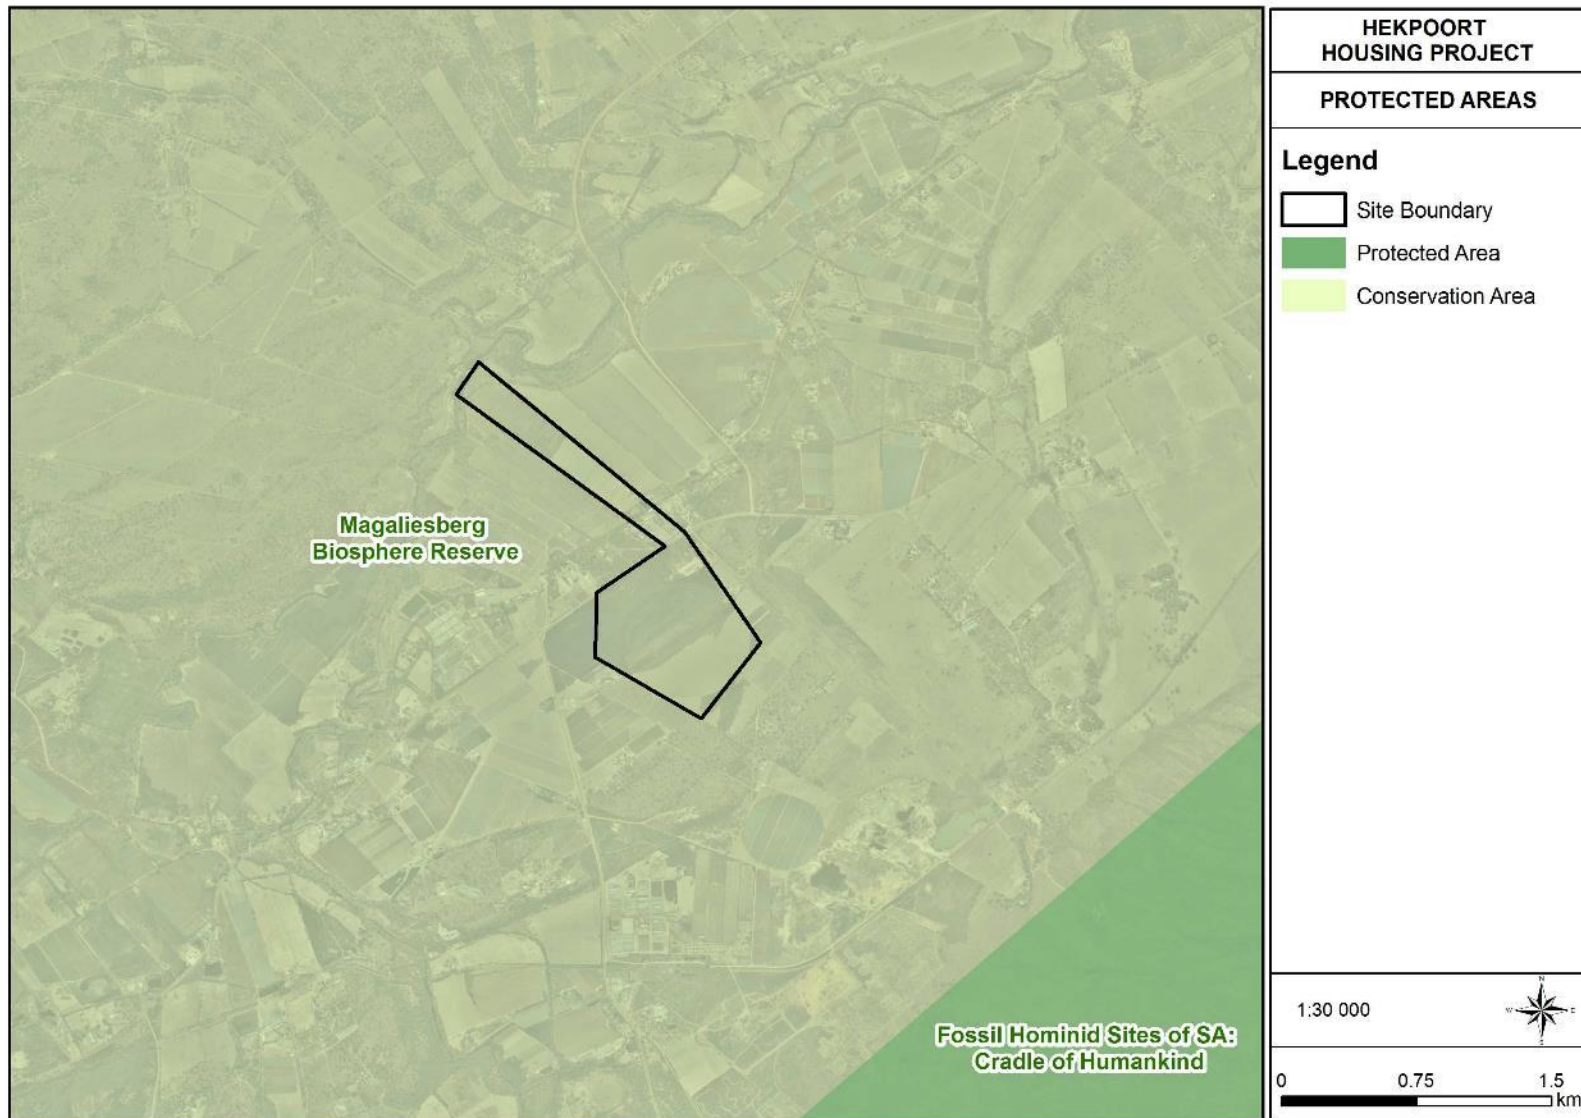 HEKPOORT
HOUSING PROJECT
PROTECTED AREAS
Legend
Site Boundary
Protected Area
Conservation Area
Magaliesberg
Biosphere Reserve
Fossil Hominid Sites of SA:
Cradle of Humankind
1:30 000
N
W
E
S
0 0.75 1.5
km